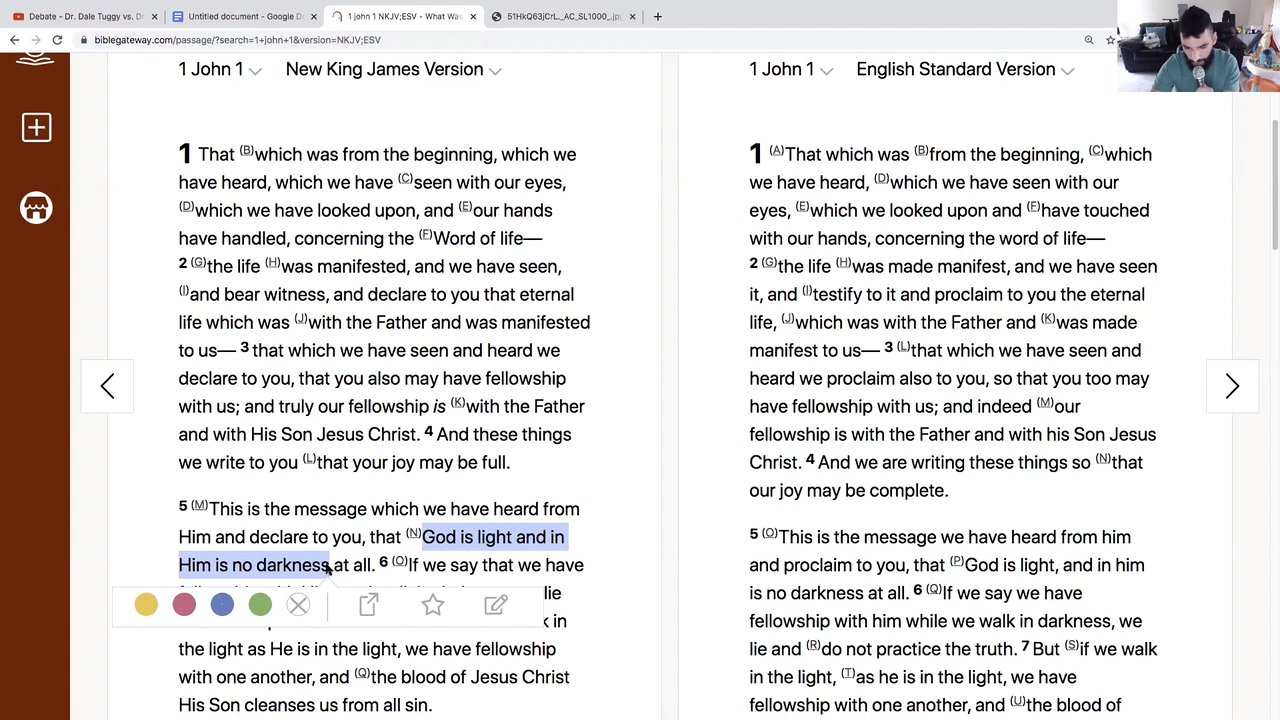 Debate - Dr. Dale Tuggy vs. Dr.
Untitled document - Google D
1 john 1 NKJV;ESV - What Was
51HkQ63jCrL._AC_SL1000_.jp
biblegateway.com/passage/?search=1+john+1&version=NKJV;ESV
1 John 1 New King James Version
1 That (B)which was from the beginning, which we
have heard, which we have (C)seen with our eyes,
(D)which we have looked upon, and (E)our hands
have handled, concerning the (F)Word of life—
2 (G)the life (H)was manifested, and we have seen,
(I)and bear witness, and declare to you that eternal
life which was (J)with the Father and was manifested
to us— 3 that which we have seen and heard we
declare to you, that you also may have fellowship
with us; and truly our fellowship is (K)with the Father
and with His Son Jesus Christ. 4 And these things
we write to you (L)that your joy may be full.
5 (M)This is the message which we have heard from
Him and declare to you, that (N)God is light and in
Him is no darkness at all. 6 (O)If we say that we have
lie
k in
the light as He is in the light, we have fellowship
with one another, and (Q)the blood of Jesus Christ
His Son cleanses us from all sin.
1 John 1 English Standard Version
1 (A)That which was (B)from the beginning, (C)which
we have heard, (D)which we have seen with our
eyes, (E)which we looked upon and (F)have touched
with our hands, concerning the word of life—
2 (G)the life (H)was made manifest, and we have seen
it, and (I)testify to it and proclaim to you the eternal
life, (J)which was with the Father and (K)was made
manifest to us— 3 (L)that which we have seen and
heard we proclaim also to you, so that you too may
have fellowship with us; and indeed (M)our
fellowship is with the Father and with his Son Jesus
Christ. 4 And we are writing these things so (N)that
our joy may be complete.
5 (O)This is the message we have heard from him
and proclaim to you, that (P)God is light, and in him
is no darkness at all. 6 (Q)If we say we have
fellowship with him while we walk in darkness, we
lie and (R)do not practice the truth. 7 But (S)if we walk
in the light, (T)as he is in the light, we have
fellowship with one another, and (U)the blood of